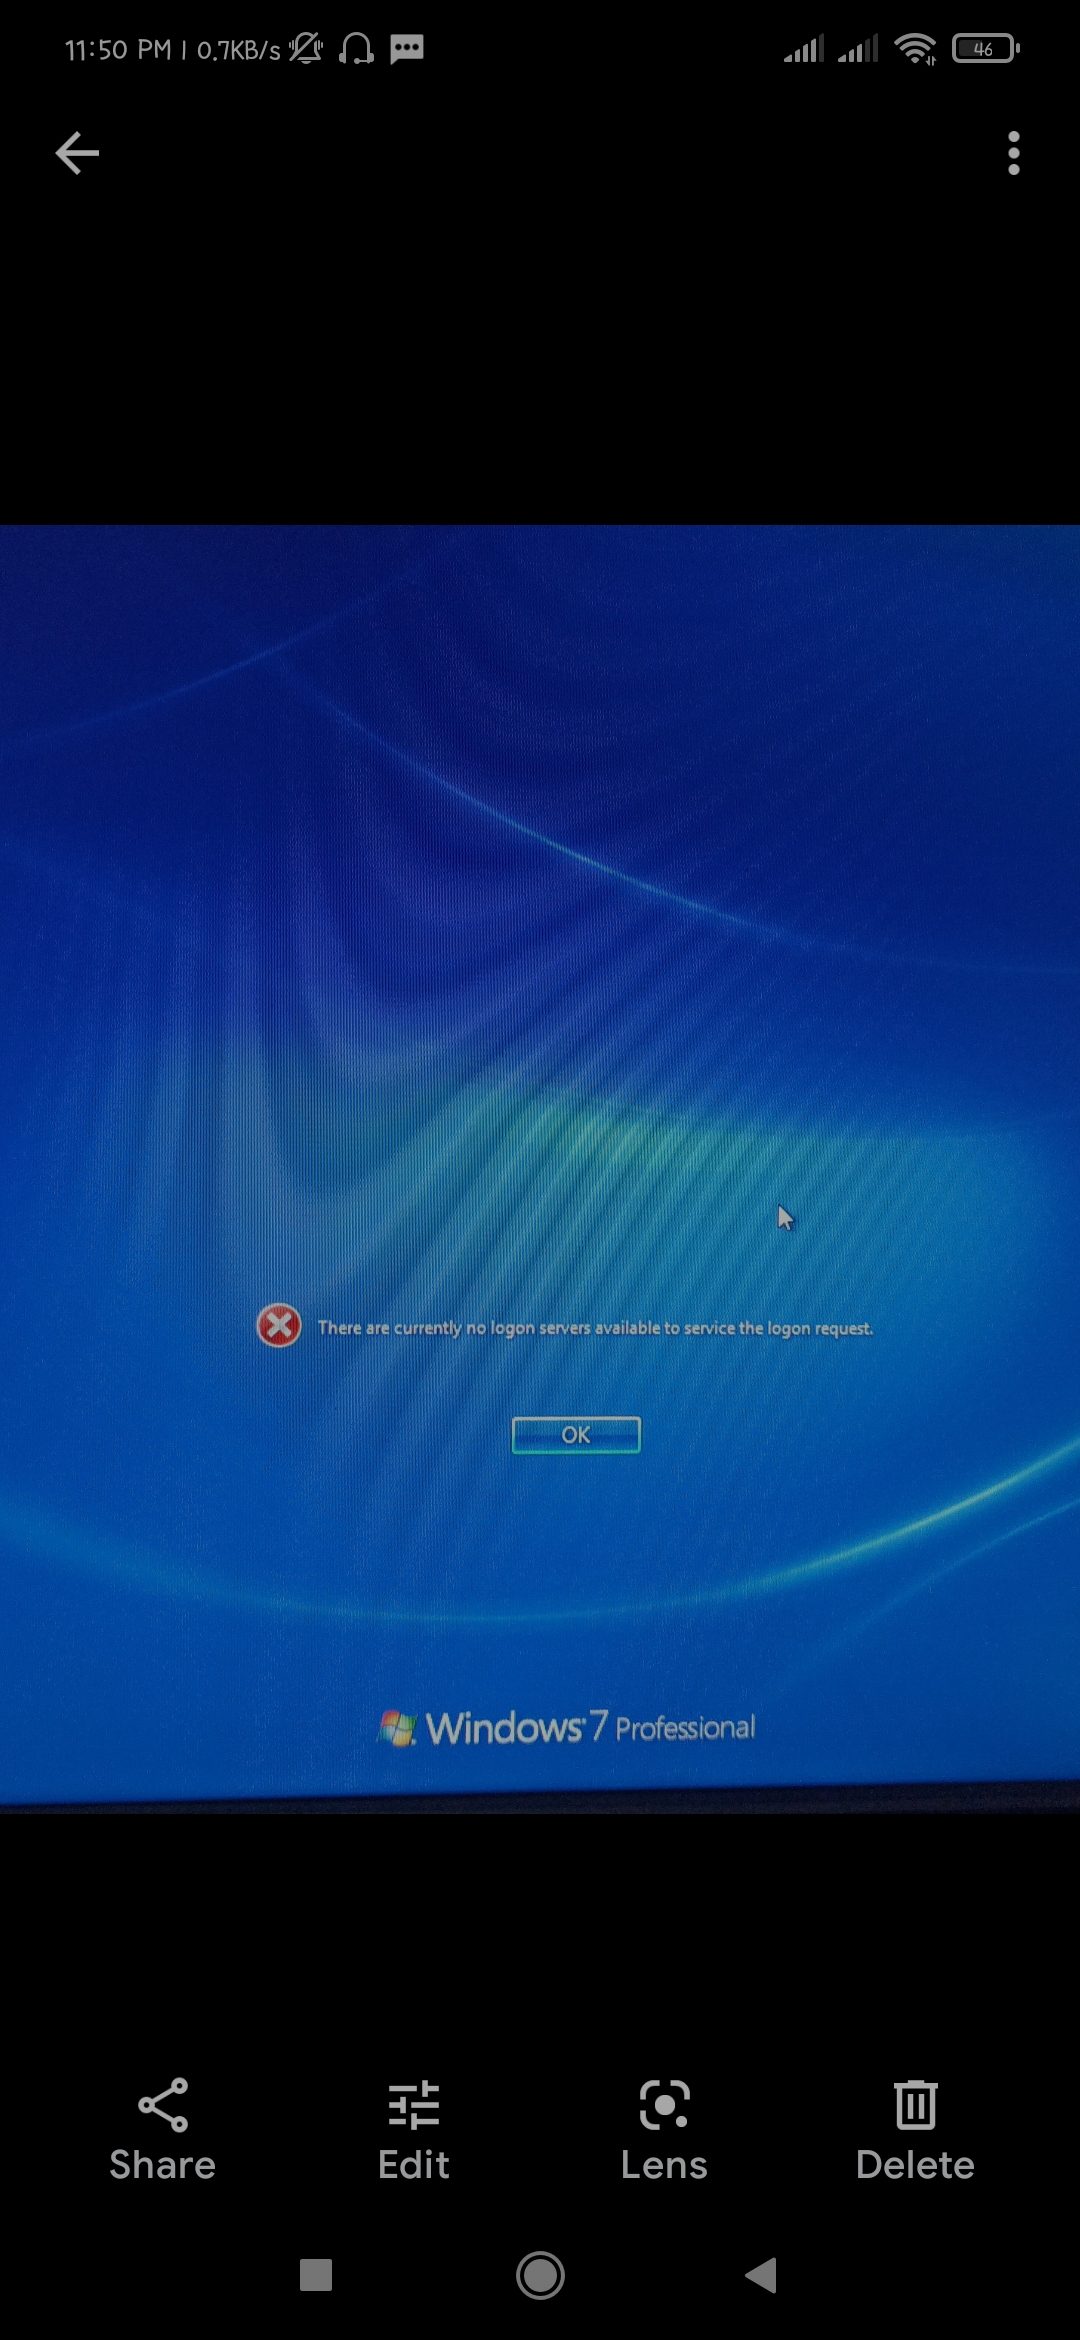 11:50 PM | 0.7KB/s
46
There are currently no logon servers available to service the logon request.
OK
Windows 7 Professional
Share
Edit
Lens
Delete